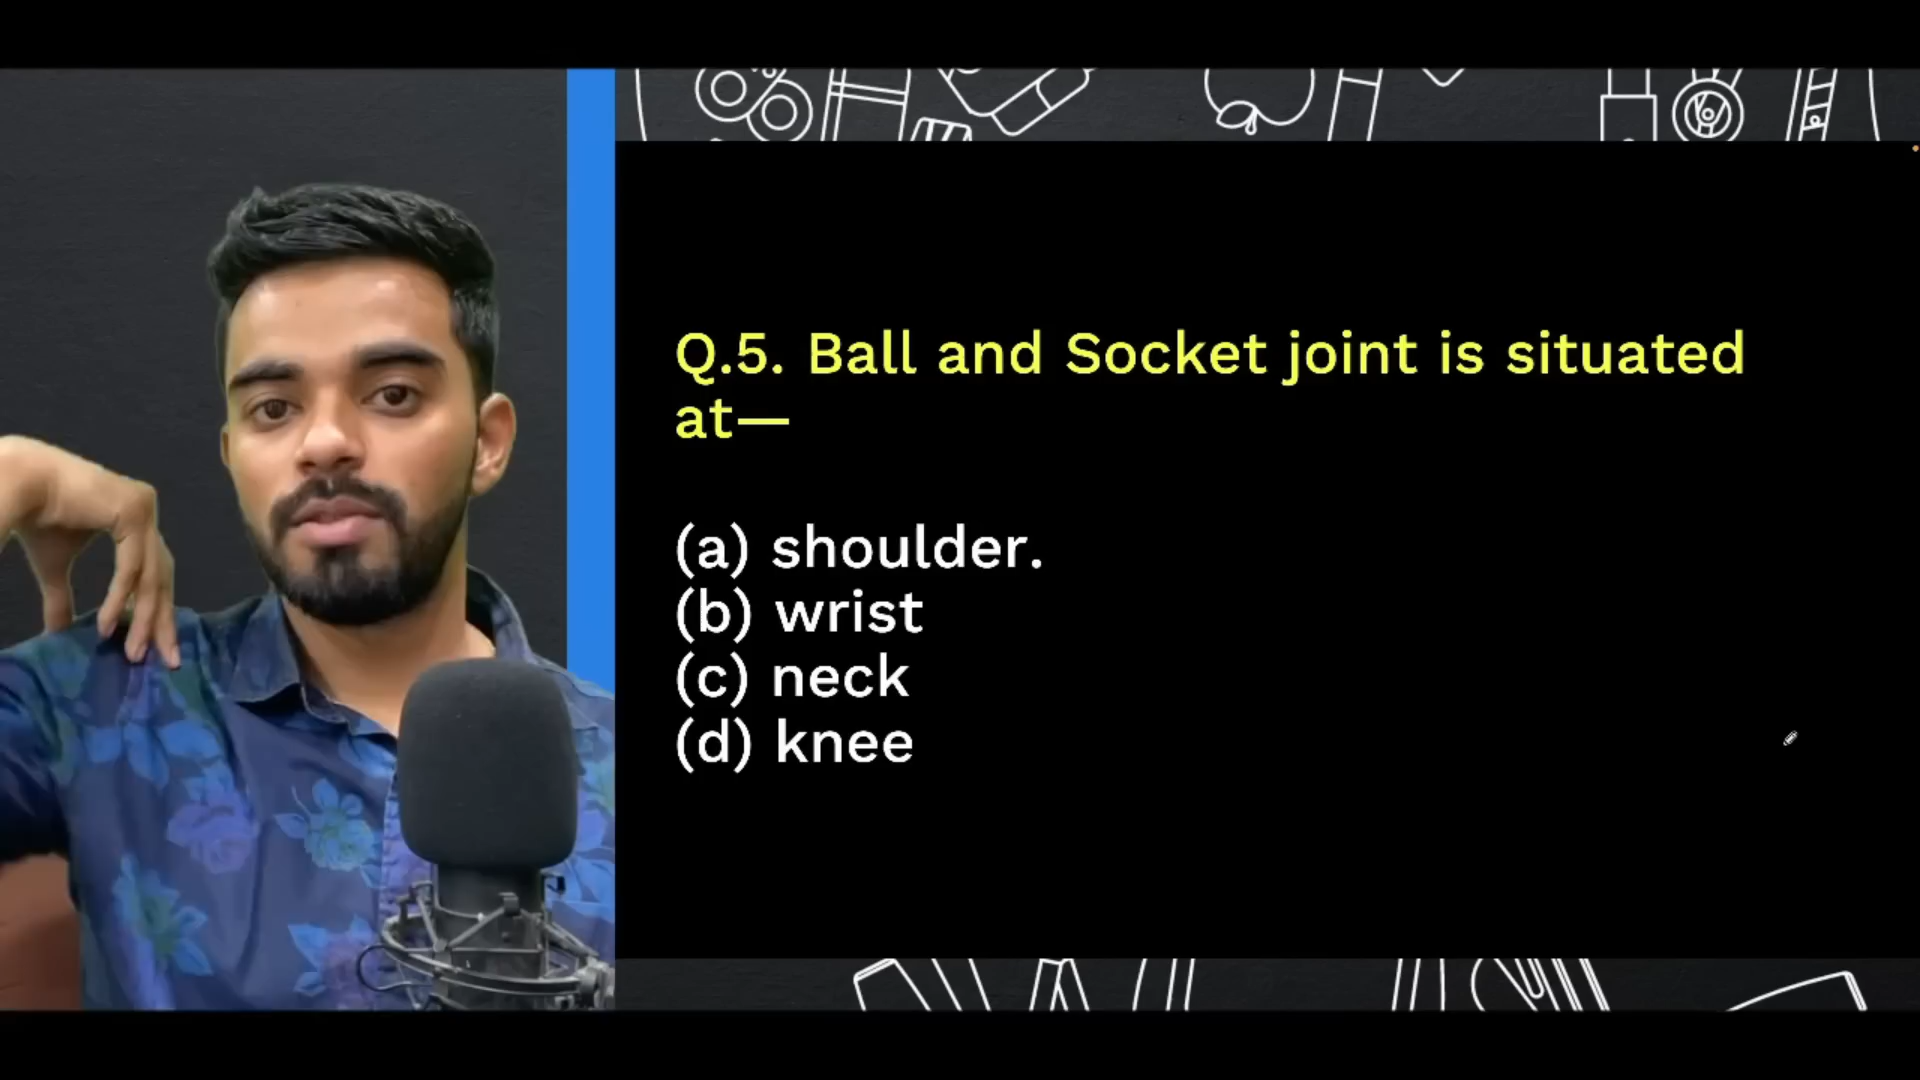 Q.5. Ball and Socket joint is situated
at—
(a) shoulder.
(b) wrist
(c) neck
(d) knee